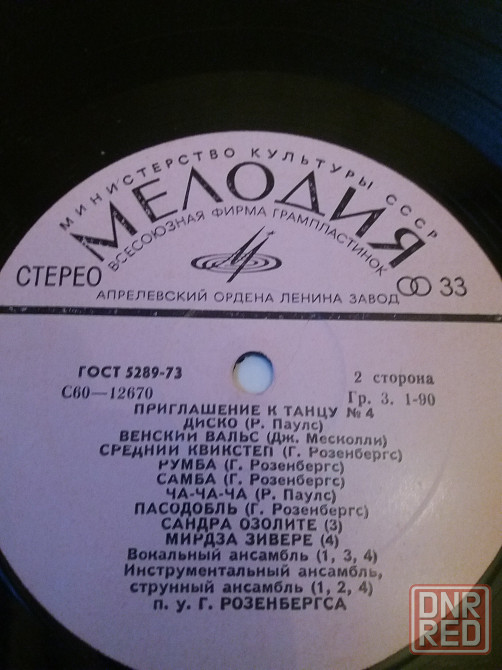 МИНИСТЕРСТВО КУЛЬТУРЫ СССР
МЕЛОДИЯ
ВСЕСОЮЗНАЯ ФИРМА ГРАМПЛАСТИНОК
СТЕРЕО
33
АПРЕЛЕВСКИЙ ОРДЕНА ЛЕНИНА ЗАВОД
ГОСТ 5289-73
2 сторона
С60—12670
Гр. 3. 1-90
ПРИГЛАШЕНИЕ К ТАНЦУ № 4
ДИСКО (Р. Паулс)
ВЕНСКИЙ ВАЛЬС (Дж. Месколли)
СРЕДНИЙ КВИКСТЕП (Г. Розенбергс)
РУМБА (Г. Розенбергс)
САМБА (Г. Розенбергс)
ЧА-ЧА-ЧА (Р. Паулс)
ПАСОДОБЛЬ (Г. Розенбергс)
САНДРА ОЗОЛИТЕ (3)
МИРДЗА ЗИВЕРЕ (4)
Вокальный ансамбль (1, 3, 4)
Инструментальный ансамбль,
струнный ансамбль (1, 2, 4)
п. у. Г. РОЗЕНБЕРГСА
DNR
RED